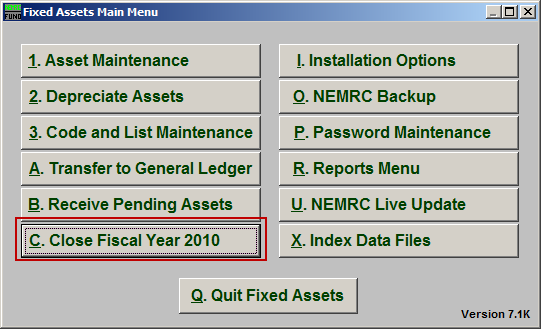 FUND
Fixed Assets Main Menu
1. Asset Maintenance
2. Depreciate Assets
3. Code and List Maintenance
A. Transfer to General Ledger
B. Receive Pending Assets
C. Close Fiscal Year 2010
I. Installation Options
O. NEMRC Backup
P. Password Maintenance
R. Reports Menu
U. NEMRC Live Update
X. Index Data Files
Q. Quit Fixed Assets
Version 7.1K